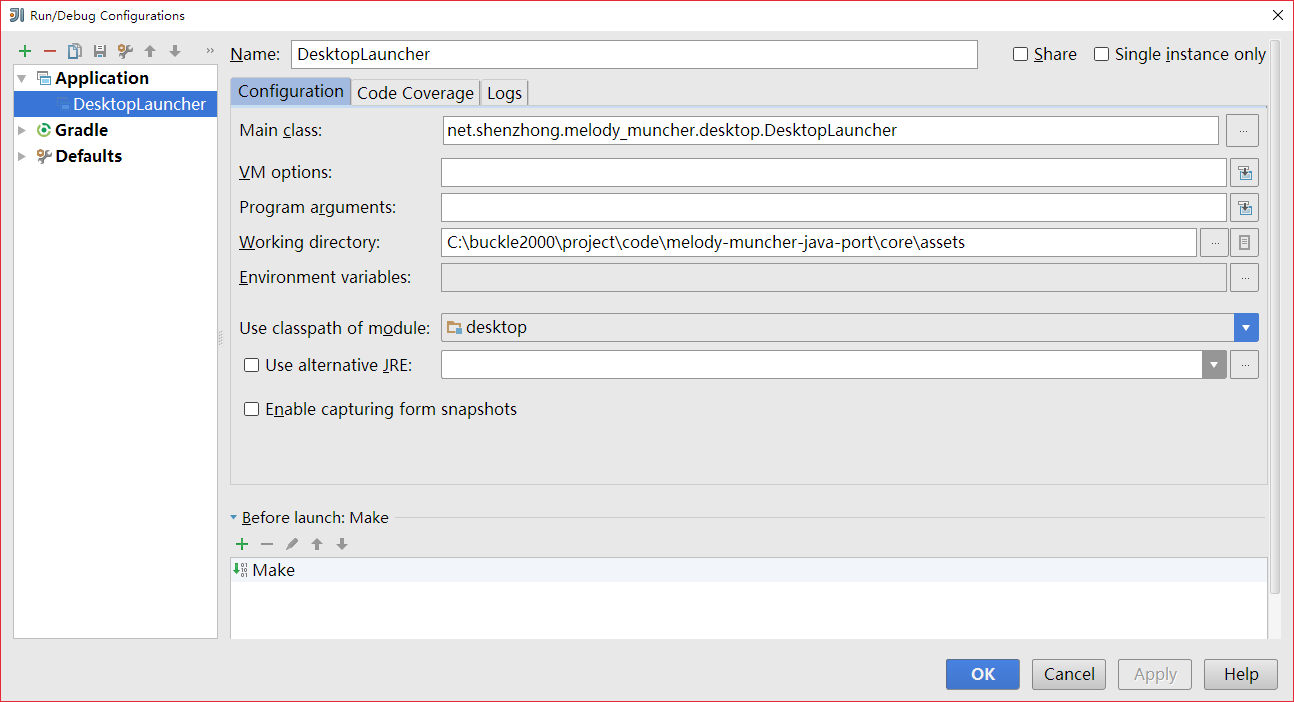 Run/Debug Configurations
Name: DesktopLauncher Share Single instance only
Application
DesktopLauncher
Gradle
Defaults
Configuration Code Coverage Logs
Main class: net.shenzhong.melody_muncher.desktop.DesktopLauncher ...
VM options:
Program arguments:
Working directory: C:\buckle2000\project\code\melody-muncher-java-port\core\assets ...
Environment variables: ...
Use classpath of module: desktop
Use alternative JRE: ...
Enable capturing form snapshots
Before launch: Make
Make
OK Cancel Apply Help